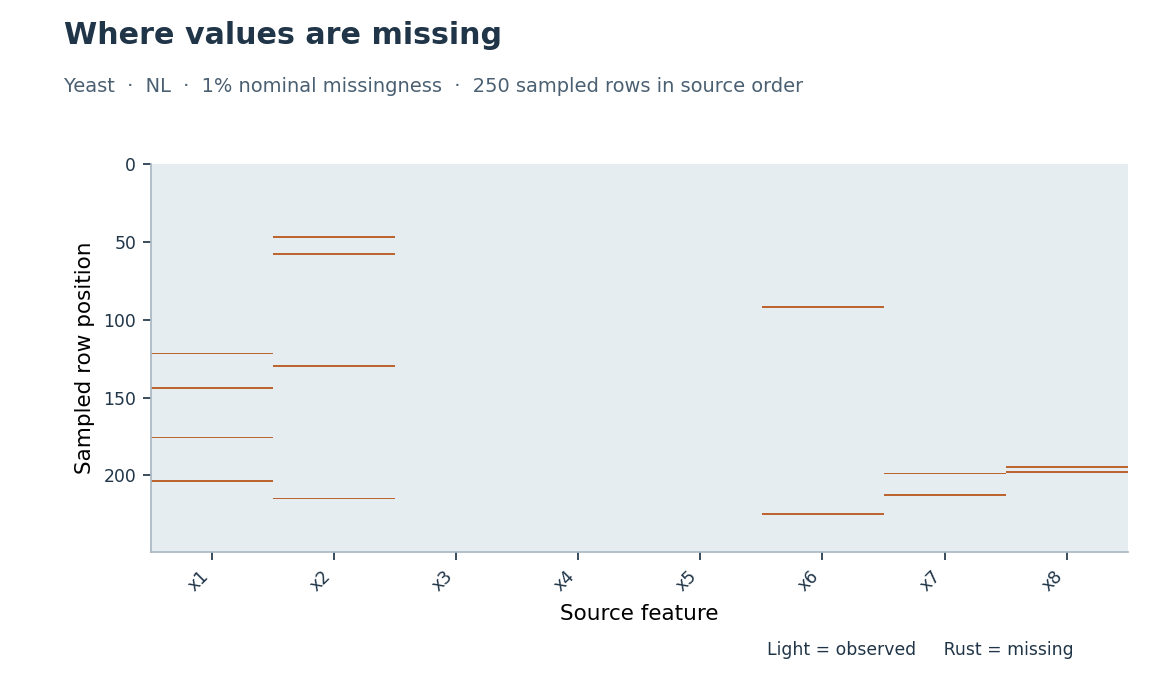 Where values are missing
Yeast · NL · 1% nominal missingness · 250 sampled rows in source order
0
50
100
150
200
Sampled row position
x1 x2 x3 x4 x5 x6 x7 x8
Source feature
Light = observed Rust = missing